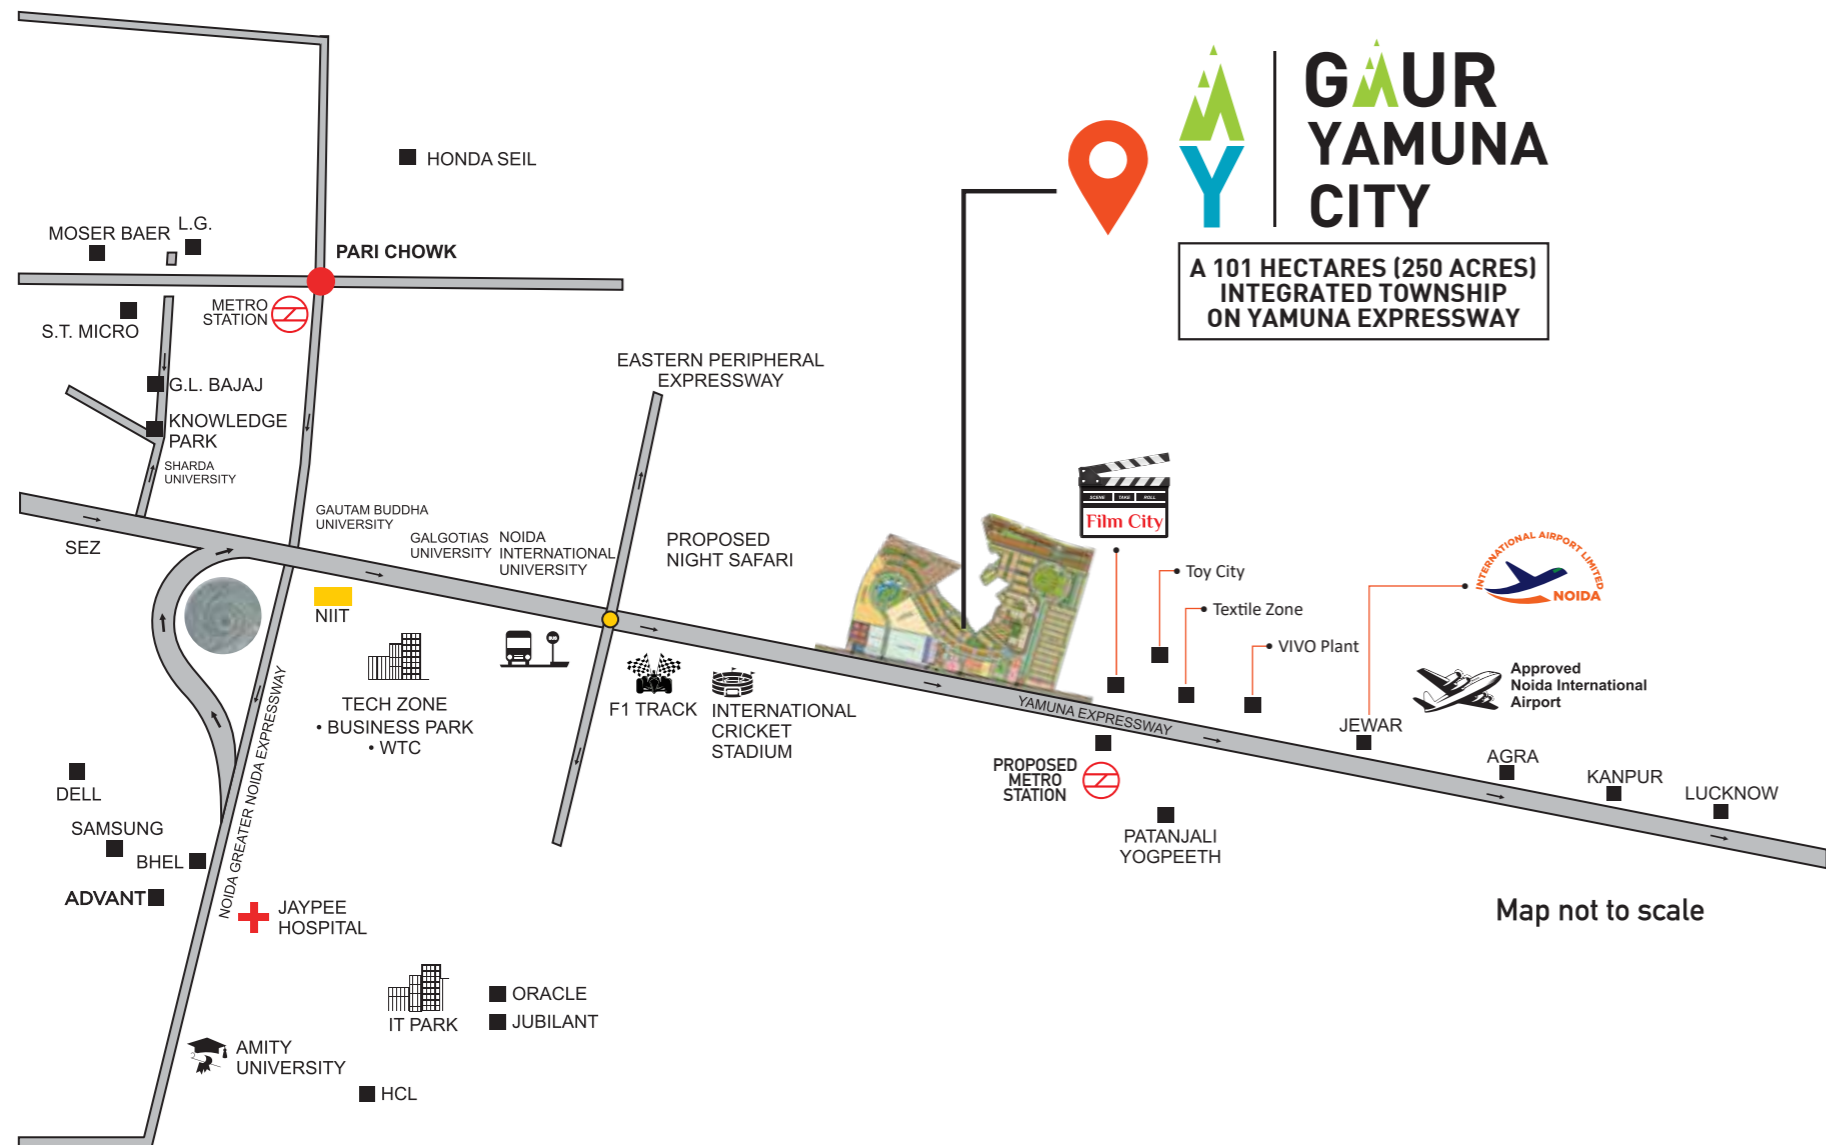 GAUR
YAMUNA
CITY
A 101 HECTARES (250 ACRES)
INTEGRATED TOWNSHIP
ON YAMUNA EXPRESSWAY
HONDA SEIL
MOSER BAER
L.G.
PARI CHOWK
METRO
STATION
S.T. MICRO
G.L. BAJAJ
KNOWLEDGE
PARK
SHARDA
UNIVERSITY
EASTERN PERIPHERAL
EXPRESSWAY
SEZ
GAUTAM BUDDHA
UNIVERSITY
GALGOTIAS
UNIVERSITY
NOIDA
INTERNATIONAL
UNIVERSITY
PROPOSED
NIGHT SAFARI
SCENE TAKE ROLL
Film City
Toy City
Textile Zone
VIVO Plant
INTERNATIONAL AIRPORT LIMITED
NOIDA
Approved
Noida International
Airport
NIIT
BUS
TECH ZONE
• BUSINESS PARK
• WTC
F1 TRACK
INTERNATIONAL
CRICKET
STADIUM
YAMUNA EXPRESSWAY
JEWAR
AGRA
KANPUR
LUCKNOW
PROPOSED
METRO
STATION
PATANJALI
YOGPEETH
NOIDA GREATER NOIDA EXPRESSWAY
DELL
SAMSUNG
BHEL
ADVANT
JAYPEE
HOSPITAL
Map not to scale
IT PARK
ORACLE
JUBILANT
AMITY
UNIVERSITY
HCL